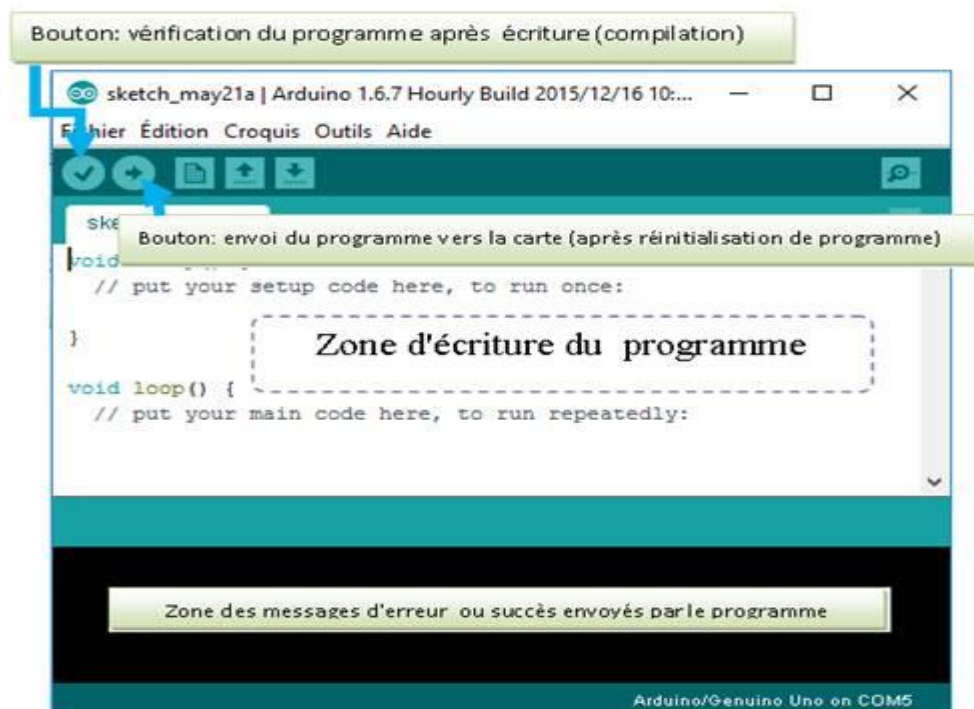 Bouton: vérification du programme après écriture (compilation)
sketch_may21a | Arduino 1.6.7 Hourly Build 2015/12/16 10:...
Édition Croquis Outils Aide
ske
Bouton: envoi du programme vers la carte (après réinitialisation de programme)
void
// put your setup code here, to run once:
}
Zone d'écriture du programme
void loop() {
// put your main code here, to run repeatedly:
Zone des messages d'erreur ou succès envoyés par le programme
Arduino/Genuino Uno on COM5